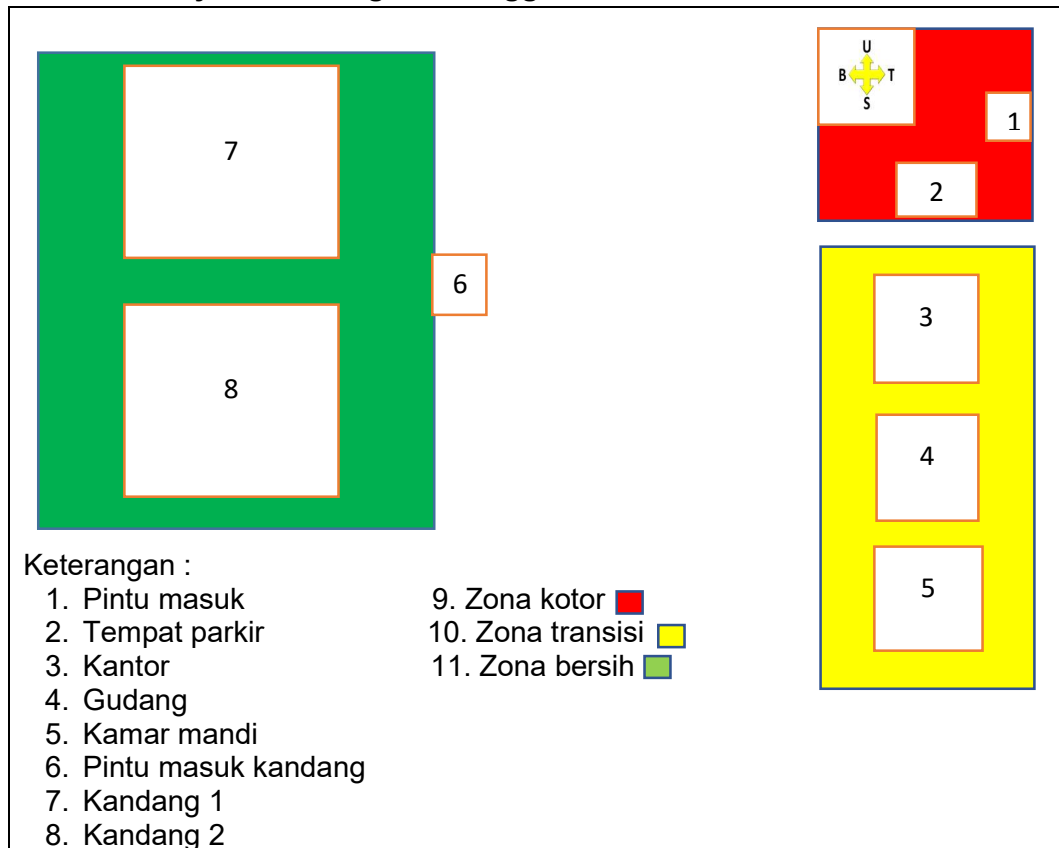 U
B T
S
1
2
7
6
3
8
4
5
Keterangan :
1. Pintu masuk
2. Tempat parkir
3. Kantor
4. Gudang
5. Kamar mandi
6. Pintu masuk kandang
7. Kandang 1
8. Kandang 2
9. Zona kotor
10. Zona transisi
11. Zona bersih